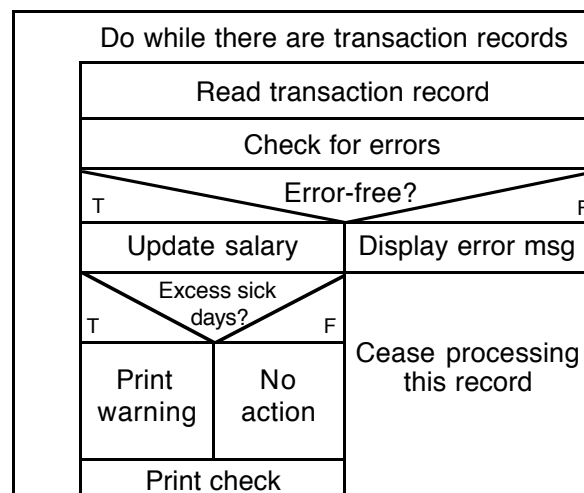 Do while there are transaction records
Read transaction record
Check for errors
Error-free?
T
Update salary
Display error msg
Excess sick
days?
T
F
Print
warning
No
action
Cease processing
this record
Print check